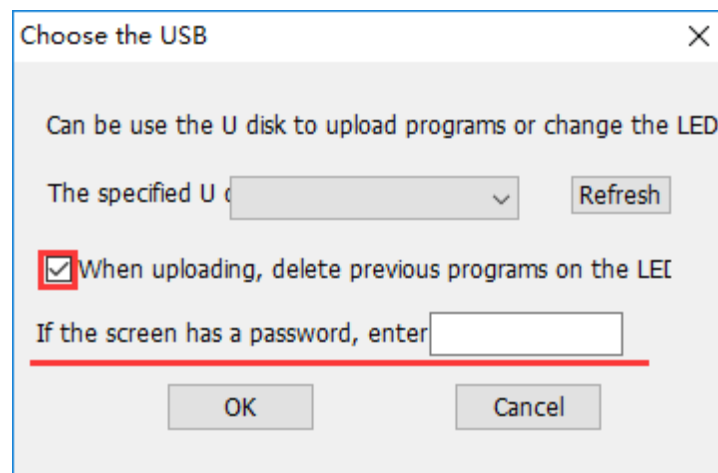 Choose the USB
Can be use the U disk to upload programs or change the LED
The specified U
Refresh
When uploading, delete previous programs on the LED
If the screen has a password, enter
OK
Cancel